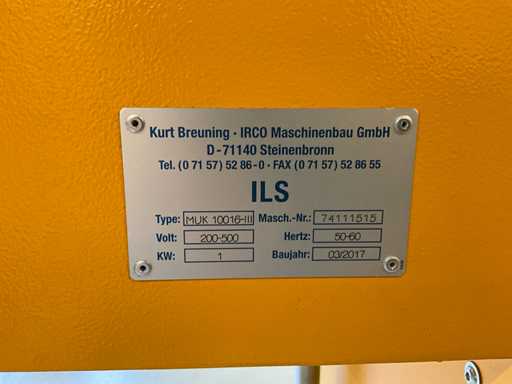 Kurt Breuning · IRCO Maschinenbau GmbH
D-71140 Steinenbronn
Tel. (0 71 57) 52 86-0 · FAX (0 71 57) 52 86 55
ILS
Type: MUK 10016-III Masch.-Nr.: 74111515
Volt: 200-500 Hertz: 50-60
KW: 1 Baujahr: 03/2017